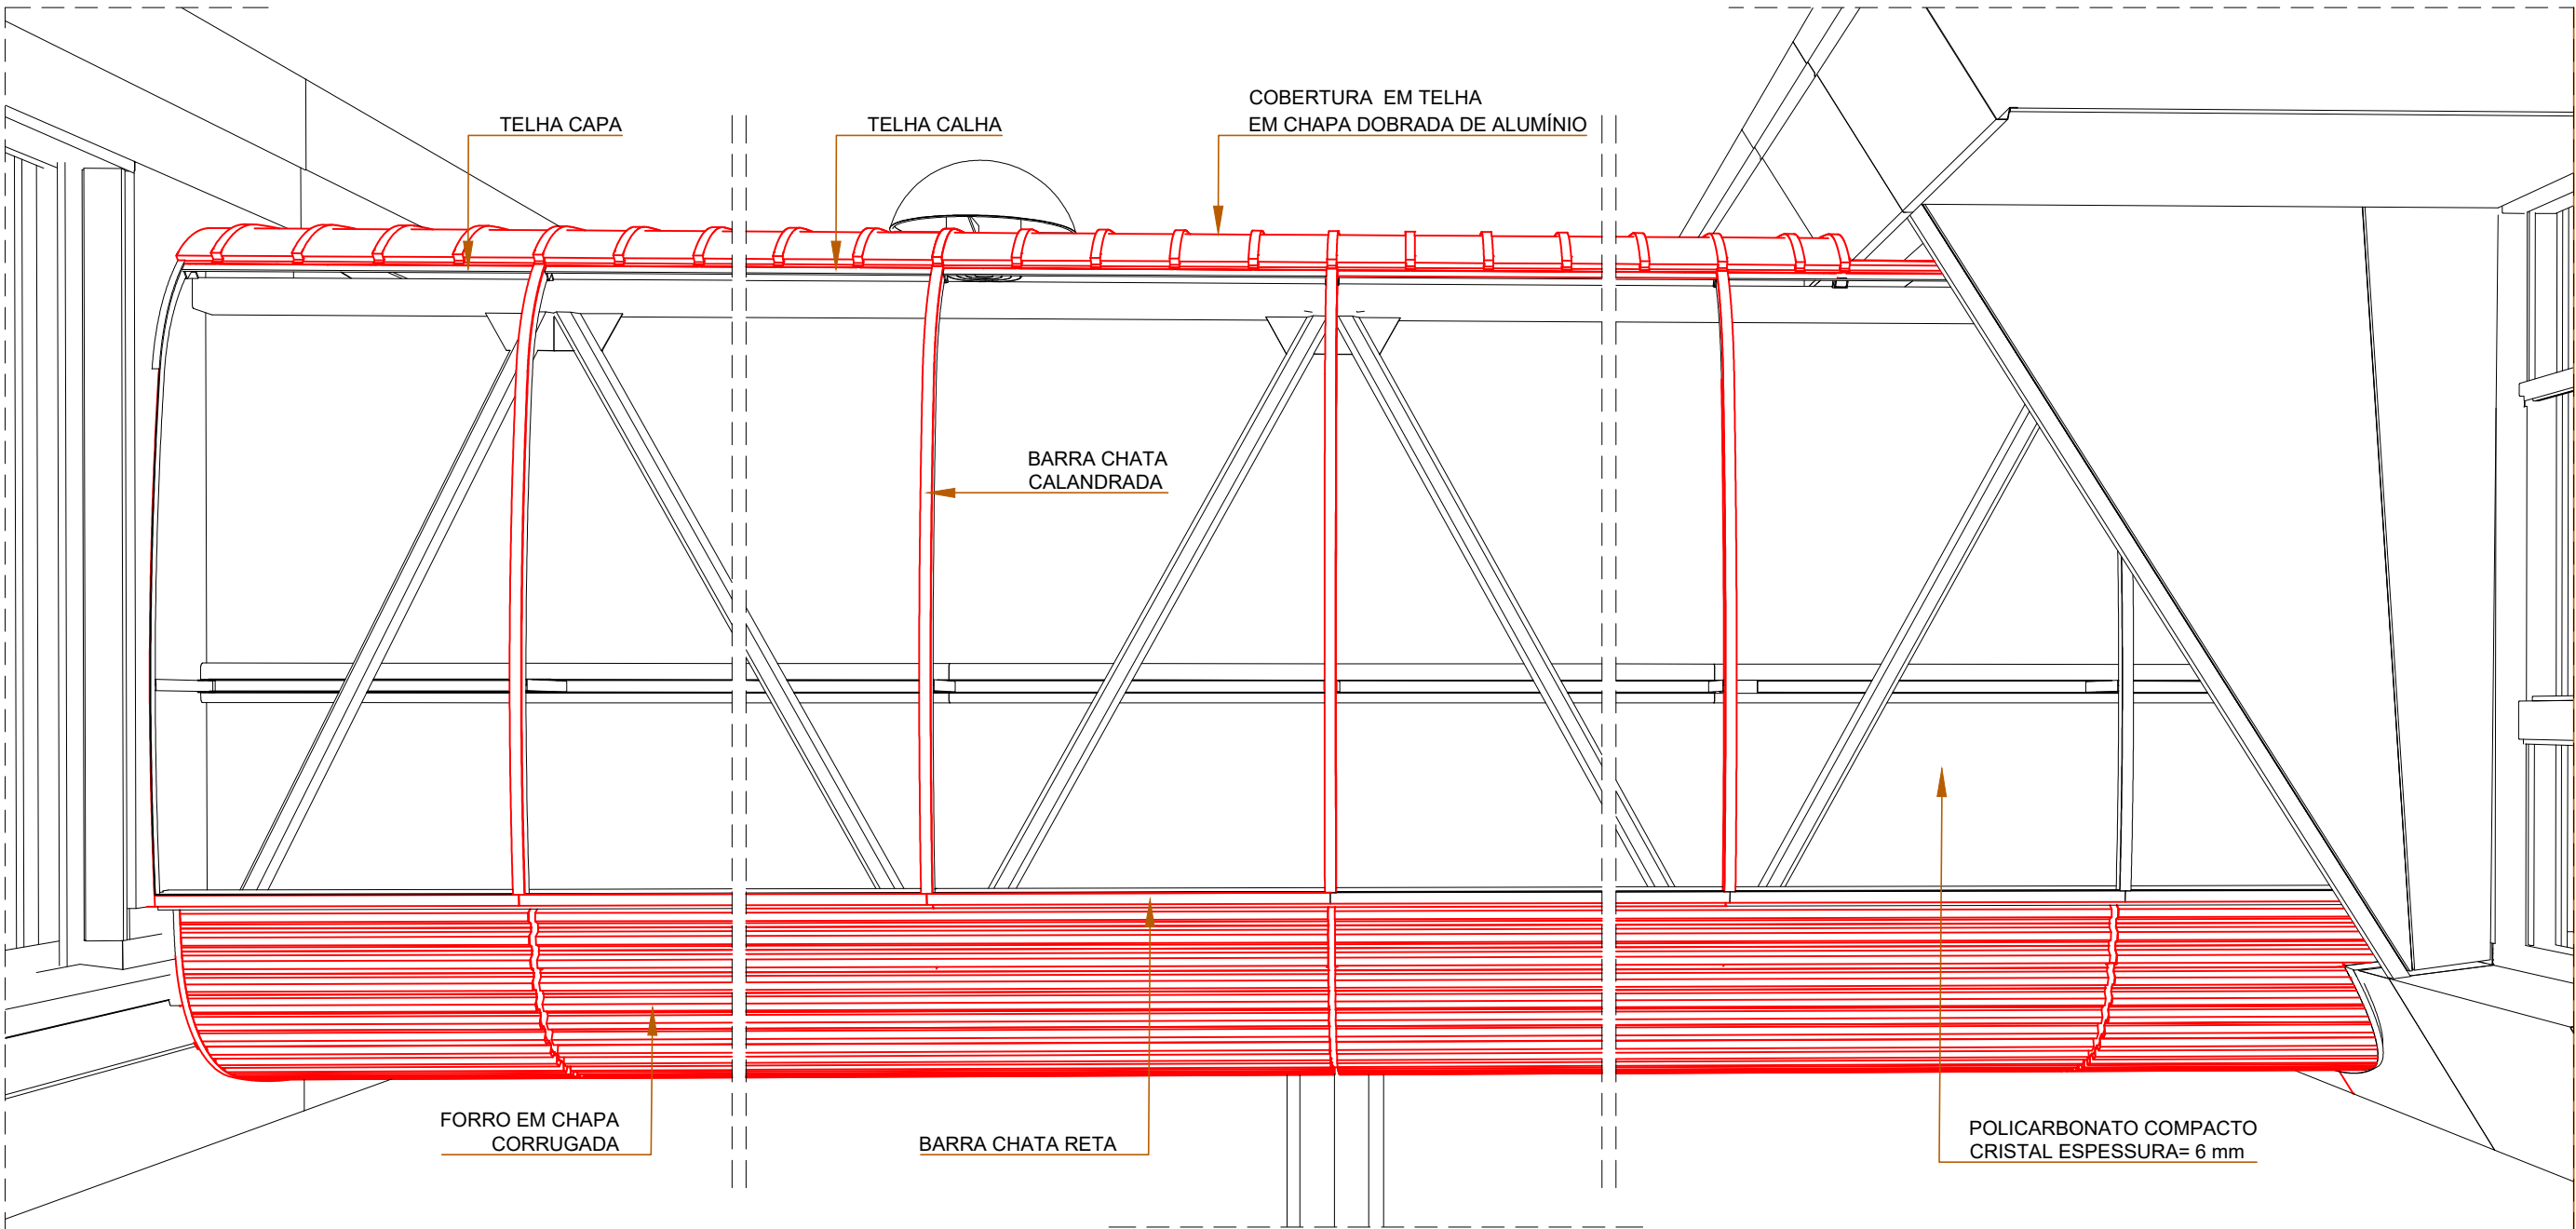 TELHA CAPA
TELHA CALHA
COBERTURA EM TELHA
EM CHAPA DOBRADA DE ALUMÍNIO
BARRA CHATA
CALANDRADA
FORRO EM CHAPA
CORRUGADA
BARRA CHATA RETA
POLICARBONATO COMPACTO
CRISTAL ESPESSURA= 6 mm